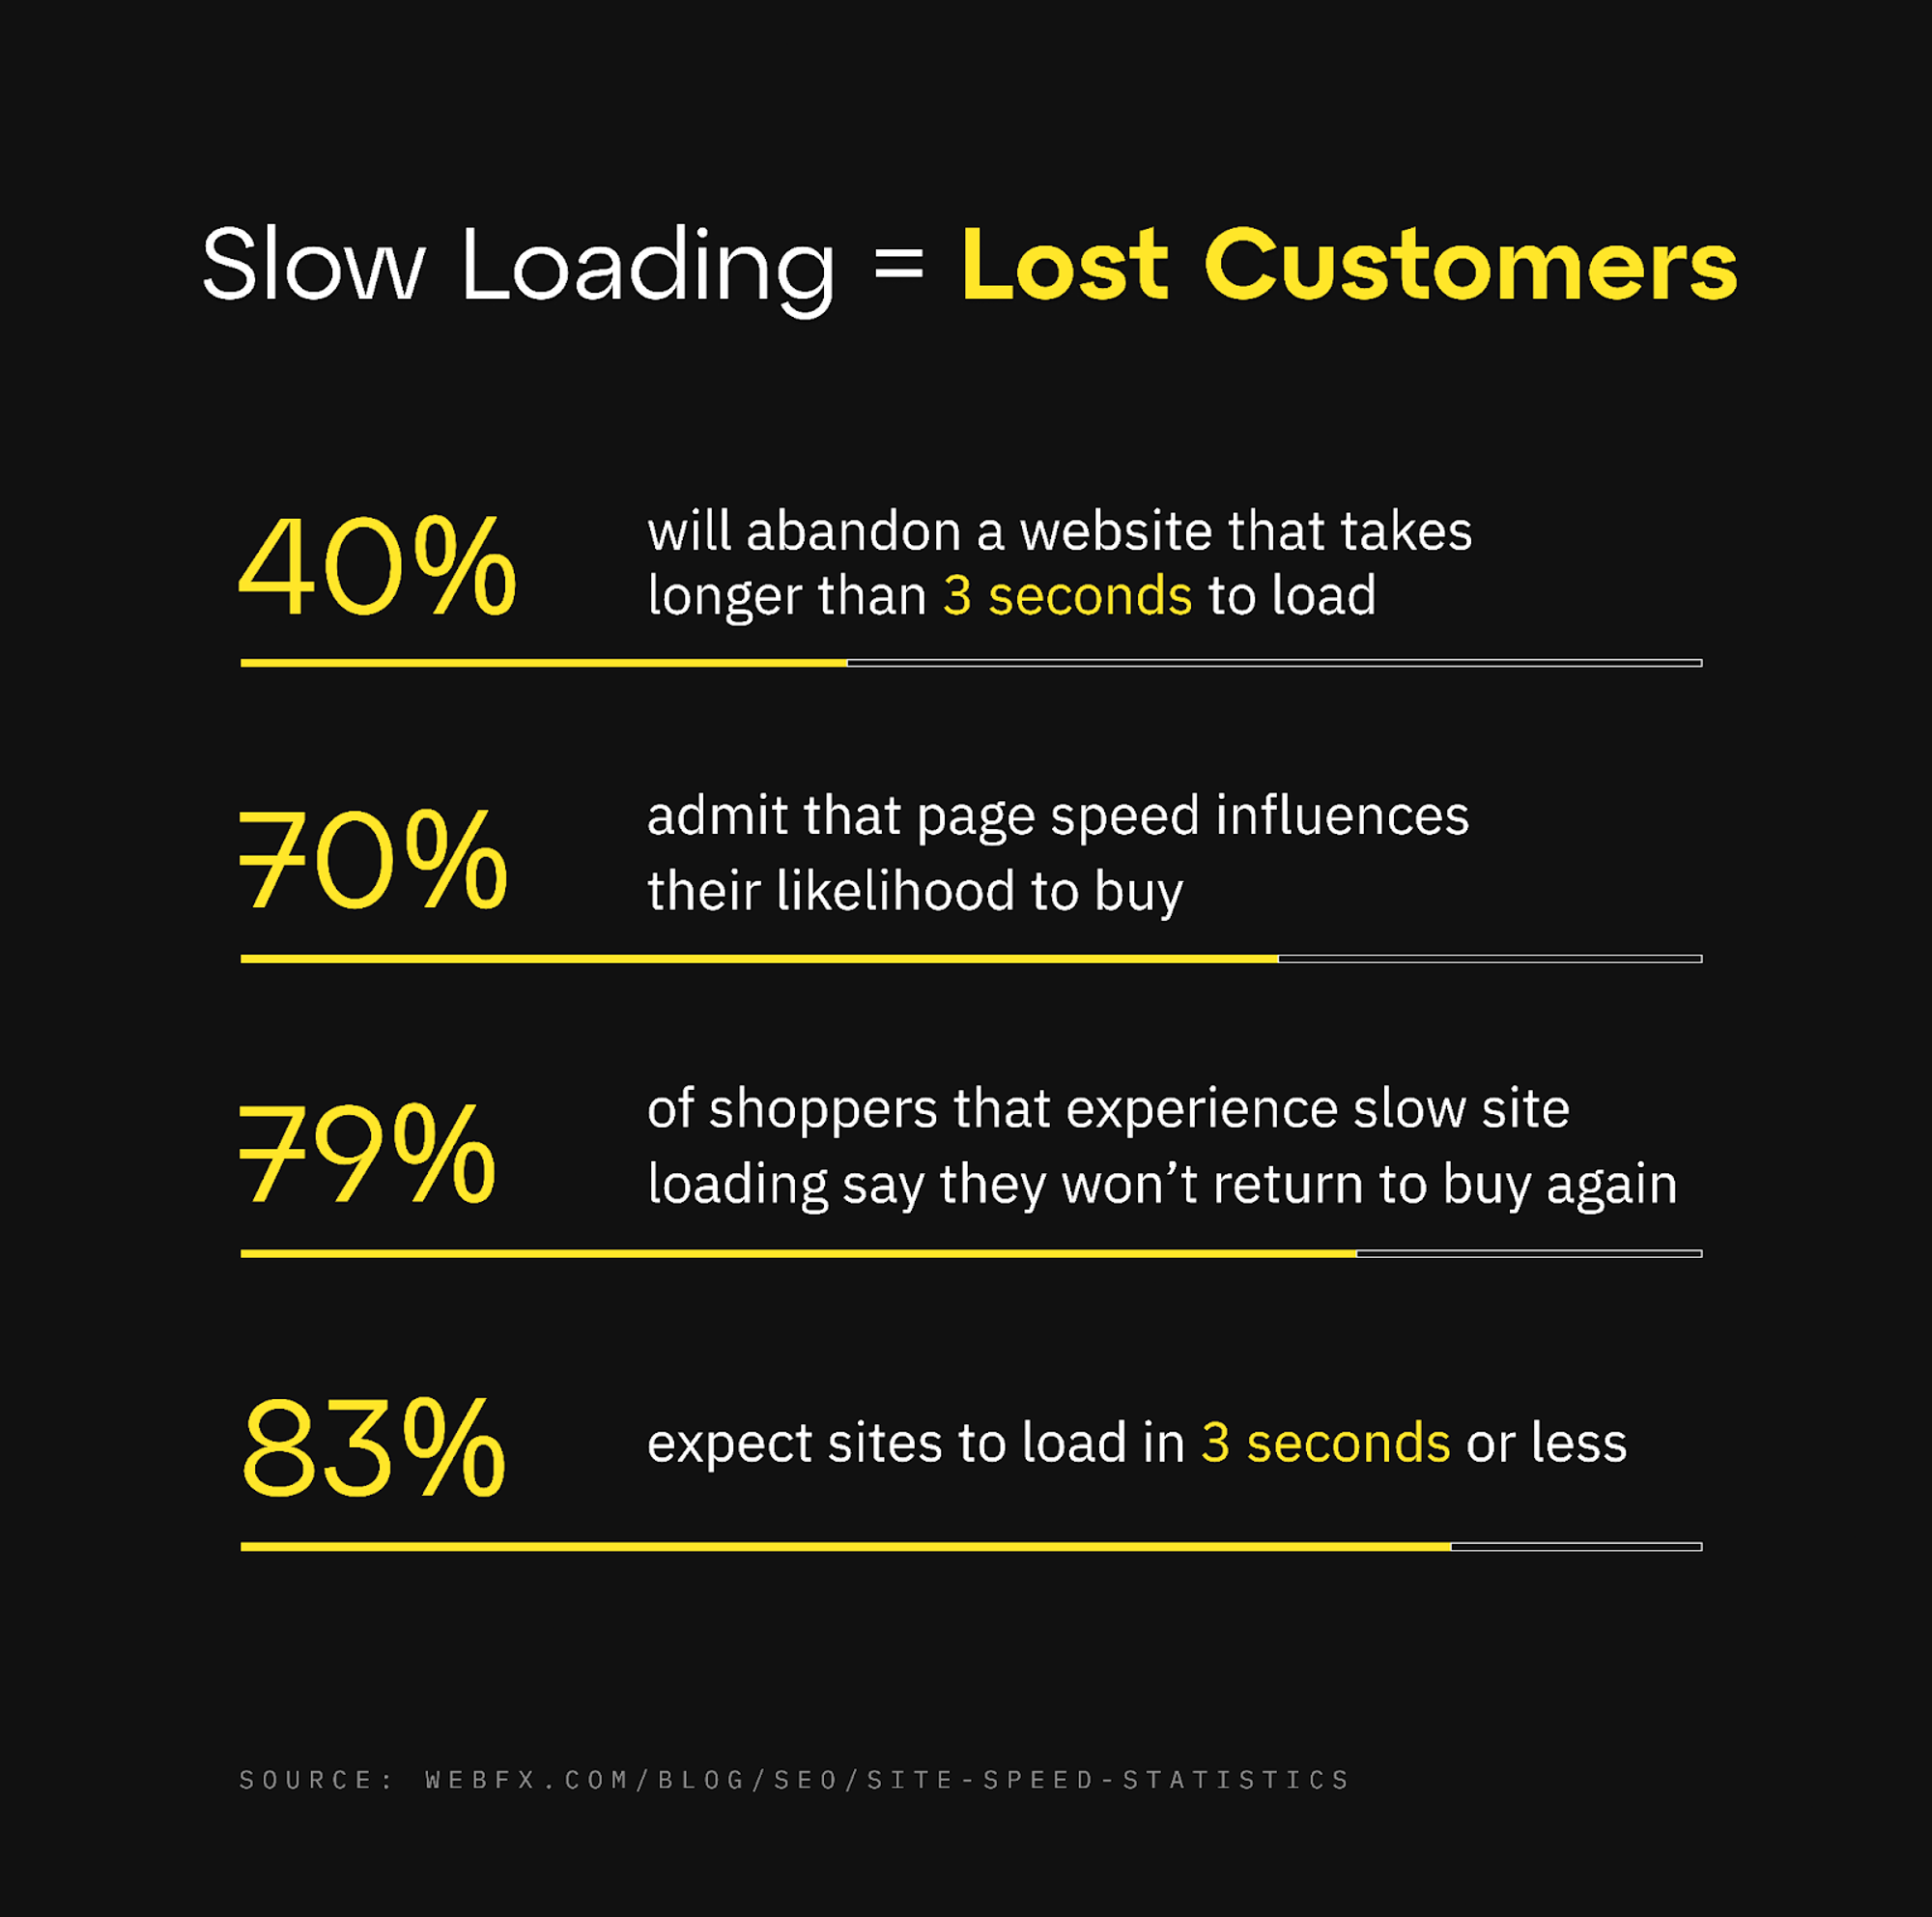 Slow Loading = Lost Customers
40%
will abandon a website that takes
longer than 3 seconds to load
70%
admit that page speed influences
their likelihood to buy
79%
of shoppers that experience slow site
loading say they won’t return to buy again
83%
expect sites to load in 3 seconds or less
SOURCE: WEBFX.COM/BLOG/SEO/SITE-SPEED-STATISTICS